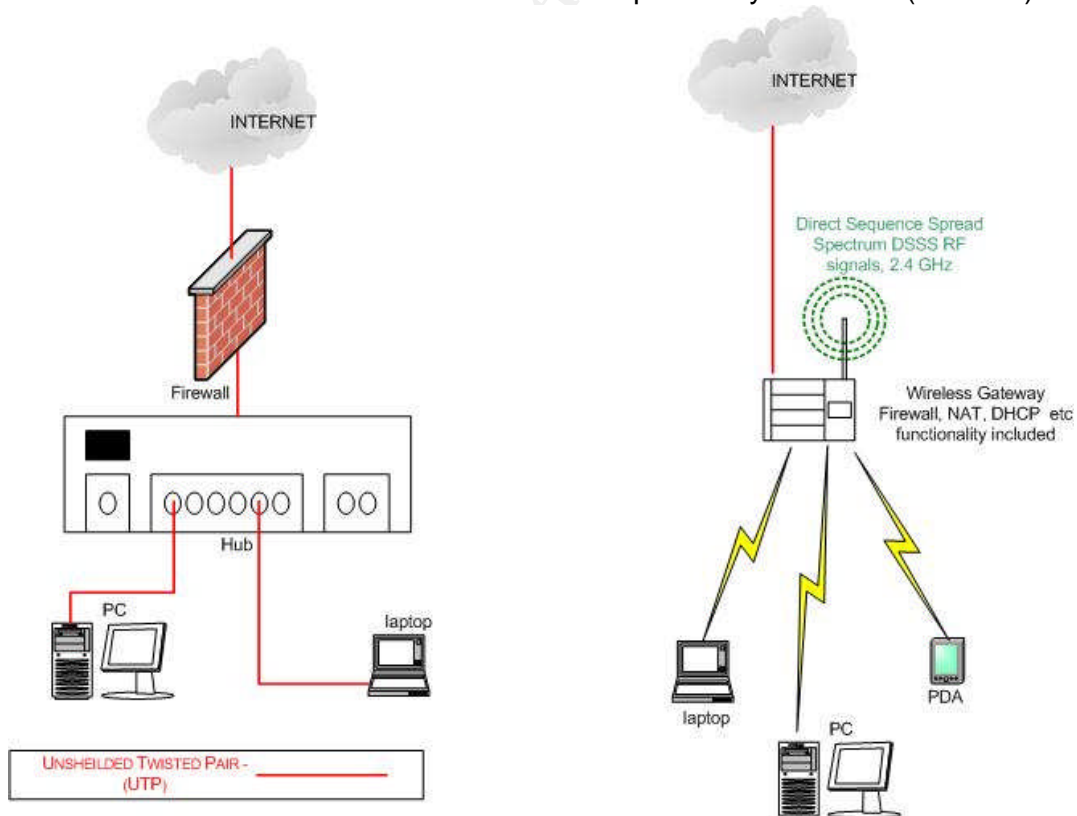 INTERNET
Firewall
Hub
PC
laptop
UNSHEILDED TWISTED PAIR -
(UTP)
INTERNET
Direct Sequence Spread
Spectrum DSSS RF
signals, 2.4 GHz
Wireless Gateway
Firewall, NAT, DHCP etc
functionality included
laptop
PDA
PC